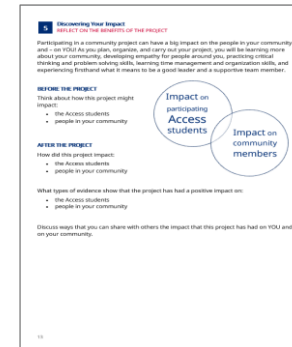 5
Discovering Your Impact
REFLECT ON THE BENEFITS OF THE PROJECT
Participating in a community project can have a big impact on the people in your community
and – on YOU! As you plan, organize, and carry out your project, you will be learning more
about your community, developing empathy for people around you, practicing critical
thinking and problem solving skills, learning time management and organization skills, and
experiencing firsthand what it means to be a good leader and a supportive team member.
BEFORE THE PROJECT
Think about how this project might
impact:
• the Access students
• people in your community
Impact on
participating
Access
students
Impact on
community
members
AFTER THE PROJECT
How did this project impact:
• the Access students
• people in your community
What types of evidence show that the project has had a positive impact on:
• the Access students
• people in your community
Discuss ways that you can share with others the impact that this project has had on YOU and
on your community.